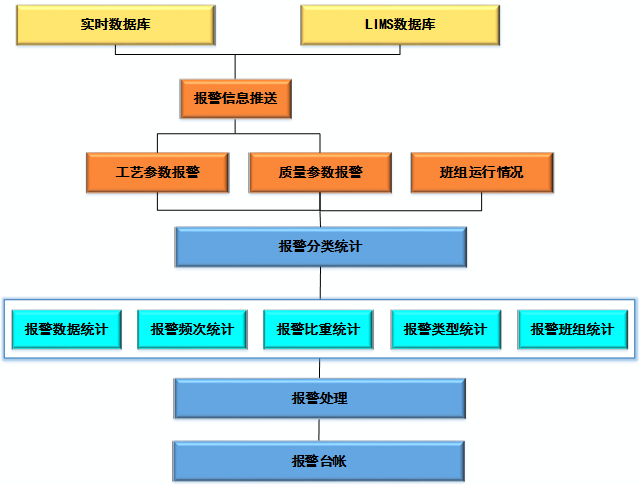 实时数据库
LIMS数据库
报警信息推送
工艺参数报警
质量参数报警
班组运行情况
报警分类统计
报警数据统计
报警频次统计
报警比重统计
报警类型统计
报警班组统计
报警处理
报警台帐